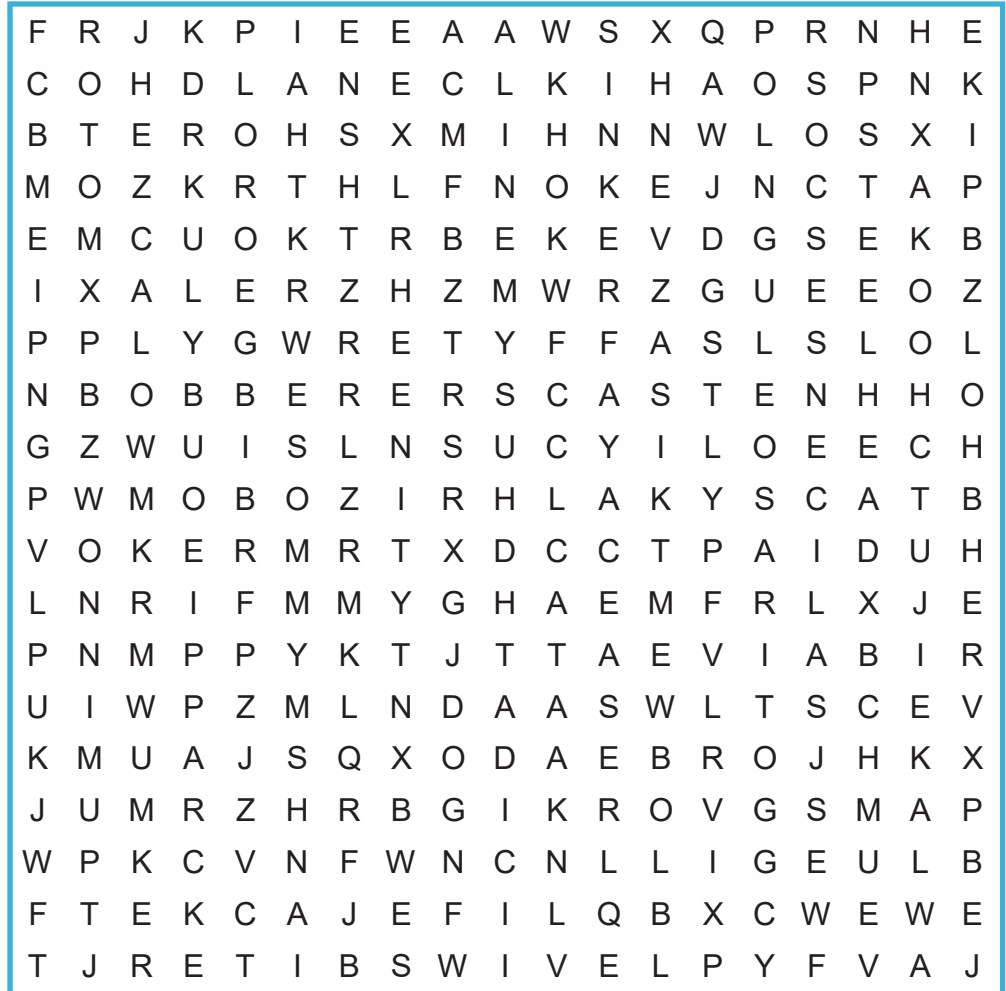 F R J K P I E E A A W S X Q P R N H E
C O H D L A N E C L K I H A O S P N K
B T E R O H S X M I H N N W L O S X I
M O Z K R T H L F N O K E J N C T A P
E M C U O K T R B E K E V D G S E K B
I X A L E R Z H Z M W R Z G U E E O Z
P P L Y G W R E T Y F F A S L S L O L
N B O B B E R E R S C A S T E N H H O
G Z W U I S L N S U C Y I L O E E C H
P W M O B O Z I R H L A K Y S C A T B
V O K E R M R T X D C C T P A I D U H
L N R I F M M Y G H A E M F R L X J E
P N M P P Y K T J T T A E V I A B I R
U I W P Z M L N D A A S W L T S C E V
K M U A J S Q X O D A E B R O J H K X
J U M R Z H R B G I K R O V G S M A P
W P K C V N F W N C N L L I G E U L B
F T E K C A J E F I L Q B X C W E W E
T J R E T I B S W I V E L P Y F V A J